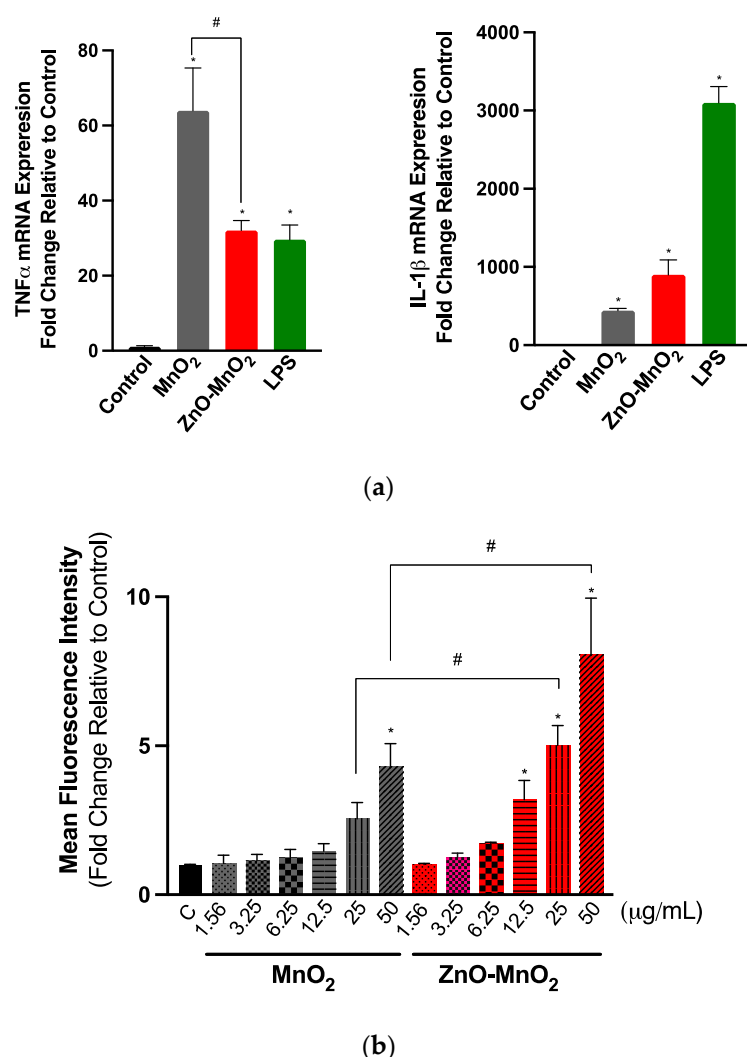 #
80
60
40
20
0
*
*
*
TNFα mRNA Expreresion
Fold Change Relative to Control
Control
MnO₂
ZnO-MnO₂
LPS
4000
3000
2000
1000
0
*
*
*
IL-1β mRNA Expreresion
Fold Change Relative to Control
Control
MnO₂
ZnO-MnO₂
LPS
(a)
Mean Fluorescence Intensity
(Fold Change Relative to Control)
10
5
0
#
#
*
*
*
*
C
1.56
3.25
6.25
12.5
25
50
1.56
3.25
6.25
12.5
25
50
(μg/mL)
MnO₂
ZnO-MnO₂
(b)